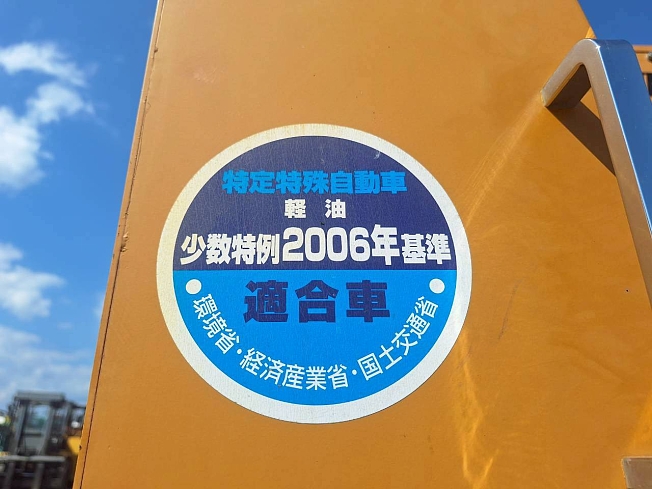 特定特殊自動車
軽油
少数特例2006年基準
適合車
環境省・経済産業省・国土交通省